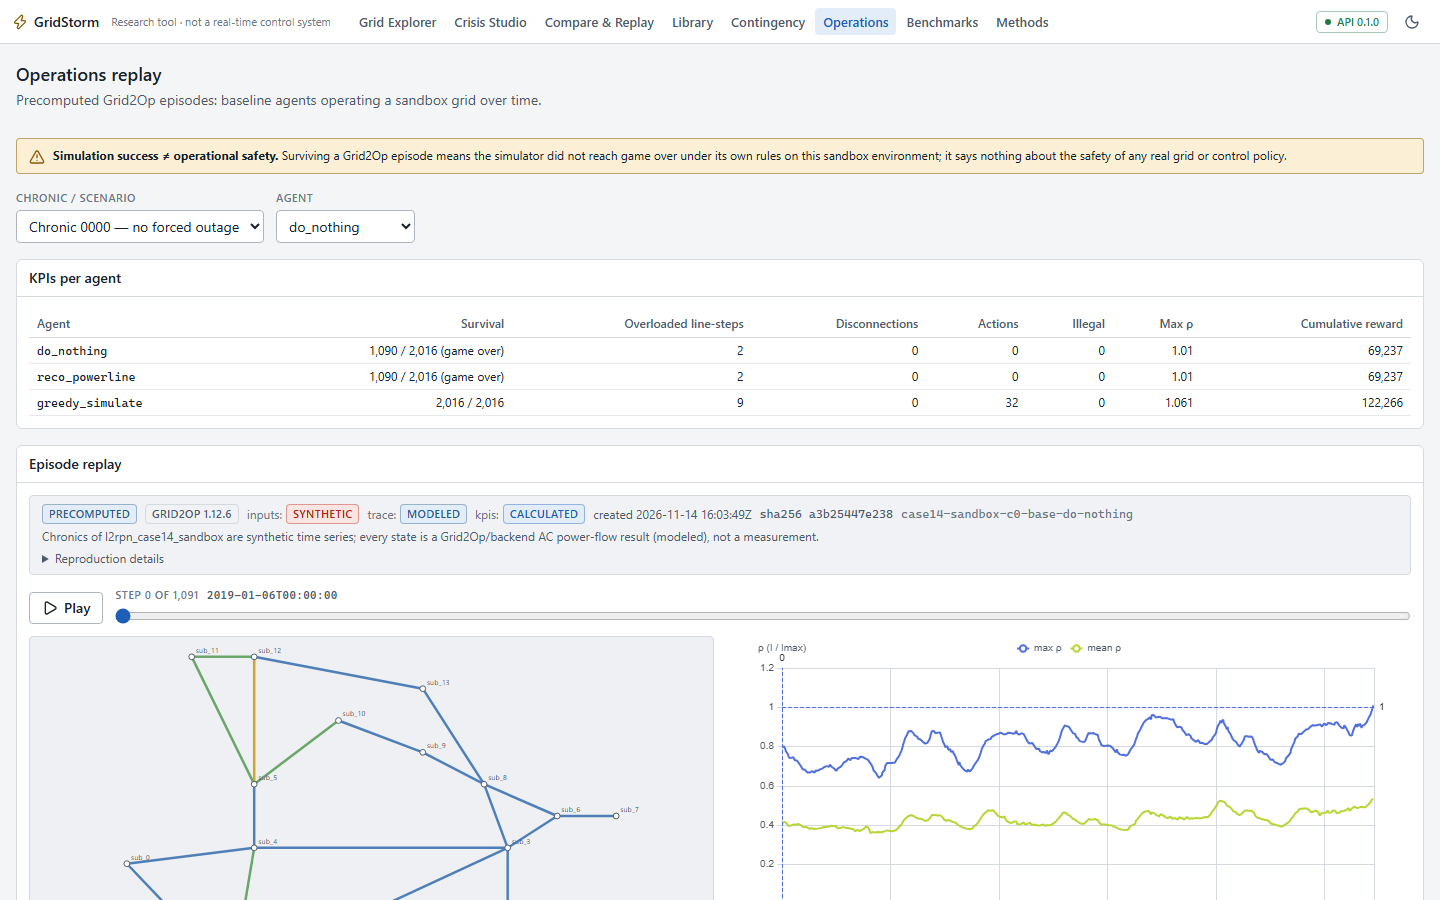 GridStorm Research tool · not a real-time control system Grid Explorer Crisis Studio Compare & Replay Library Contingency Operations Benchmarks Methods API 0.1.0
Operations replay
Precomputed Grid2Op episodes: baseline agents operating a sandbox grid over time.
Simulation success ≠ operational safety. Surviving a Grid2Op episode means the simulator did not reach game over under its own rules on this sandbox environment; it says nothing about the safety of any real grid or control policy.
CHRONIC / SCENARIO AGENT
Chronic 0000 — no forced outage do_nothing
KPIs per agent
Agent Survival Overloaded line-steps Disconnections Actions Illegal Max ρ Cumulative reward
do_nothing 1,090 / 2,016 (game over) 2 0 0 0 1.01 69,237
reco_powerline 1,090 / 2,016 (game over) 2 0 0 0 1.01 69,237
greedy_simulate 2,016 / 2,016 9 0 32 0 1.061 122,266
Episode replay
PRECOMPUTED GRID2OP 1.12.6 inputs: SYNTHETIC trace: MODELED kpis: CALCULATED created 2026-11-14 16:03:49Z sha256 a3b25447e238 case14-sandbox-c0-base-do-nothing
Chronics of l2rpn_case14_sandbox are synthetic time series; every state is a Grid2Op/backend AC power-flow result (modeled), not a measurement.
Reproduction details
Play STEP 0 OF 1,091 2019-01-06T00:00:00
sub_11 sub_12
sub_13
sub_10
sub_9
sub_5 sub_8
sub_6 sub_7
sub_4 sub_3
sub_0
ρ (I / Imax) max ρ mean ρ
0
1.2
1 1
0.8
0.6
0.4
0.2